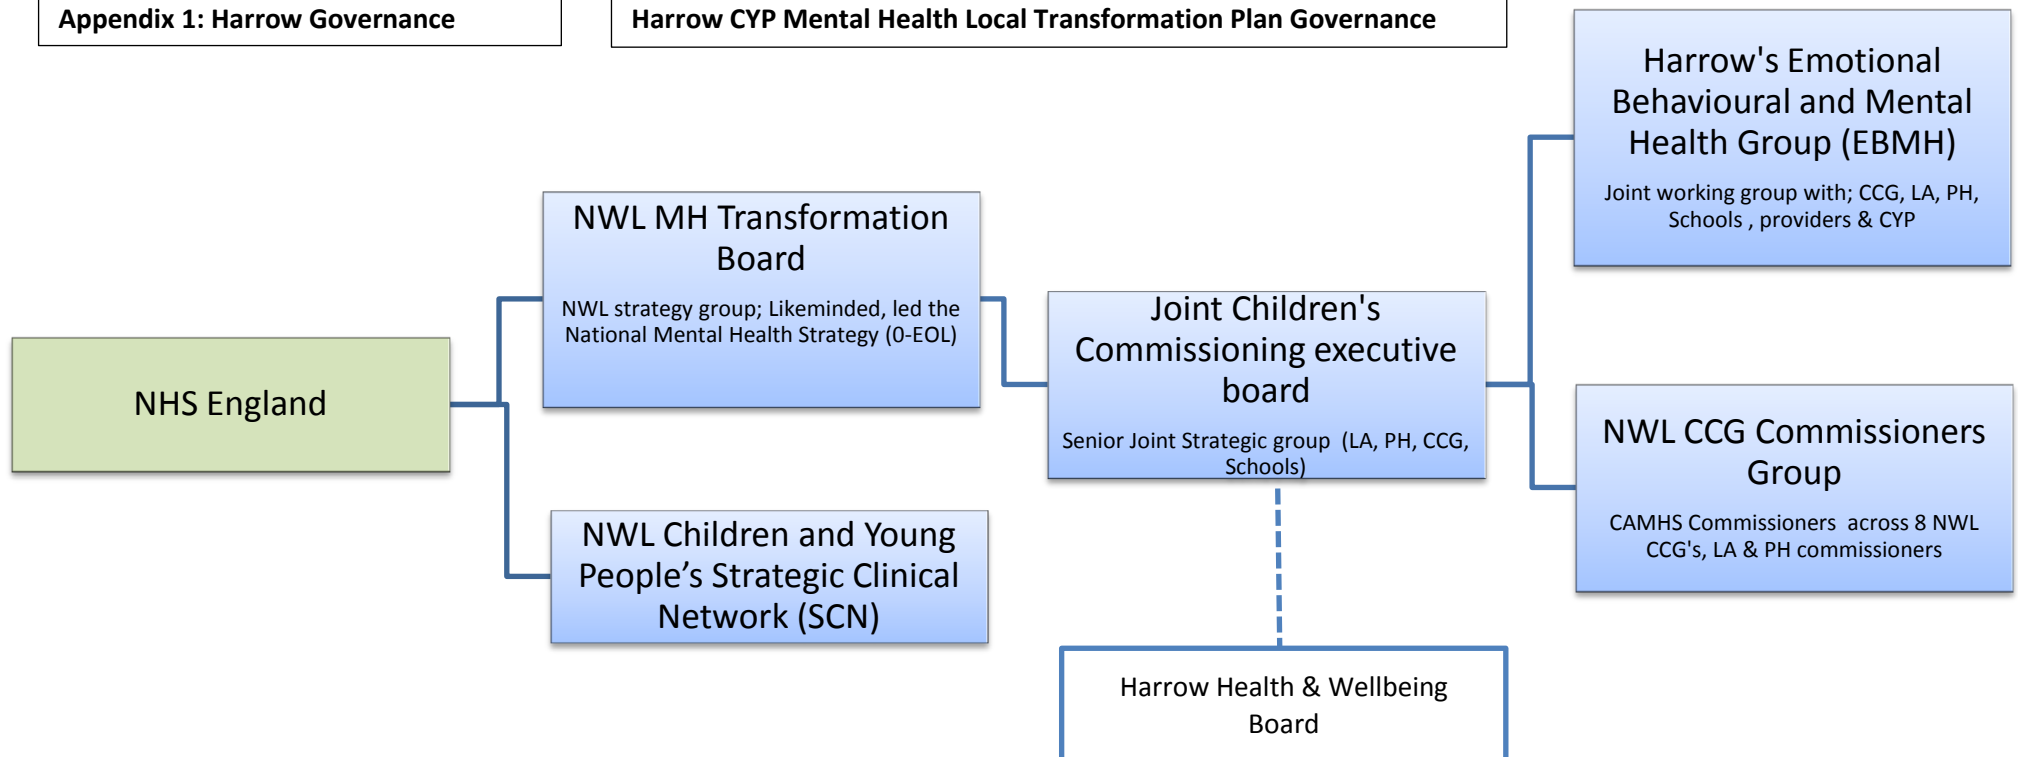 Appendix 1: Harrow Governance
Harrow CYP Mental Health Local Transformation Plan Governance
NHS England
NWL MH Transformation
Board
NWL strategy group; Likeminded, led the
National Mental Health Strategy (0-EOL)
NWL Children and Young
People’s Strategic Clinical
Network (SCN)
Joint Children's
Commissioning executive
board
Senior Joint Strategic group  (LA, PH, CCG,
Schools)
Harrow Health & Wellbeing
Board
Harrow's Emotional
Behavioural and Mental
Health Group (EBMH)
Joint working group with; CCG, LA, PH,
Schools , providers & CYP
NWL CCG Commissioners
Group
CAMHS Commissioners  across 8 NWL
CCG's, LA & PH commissioners